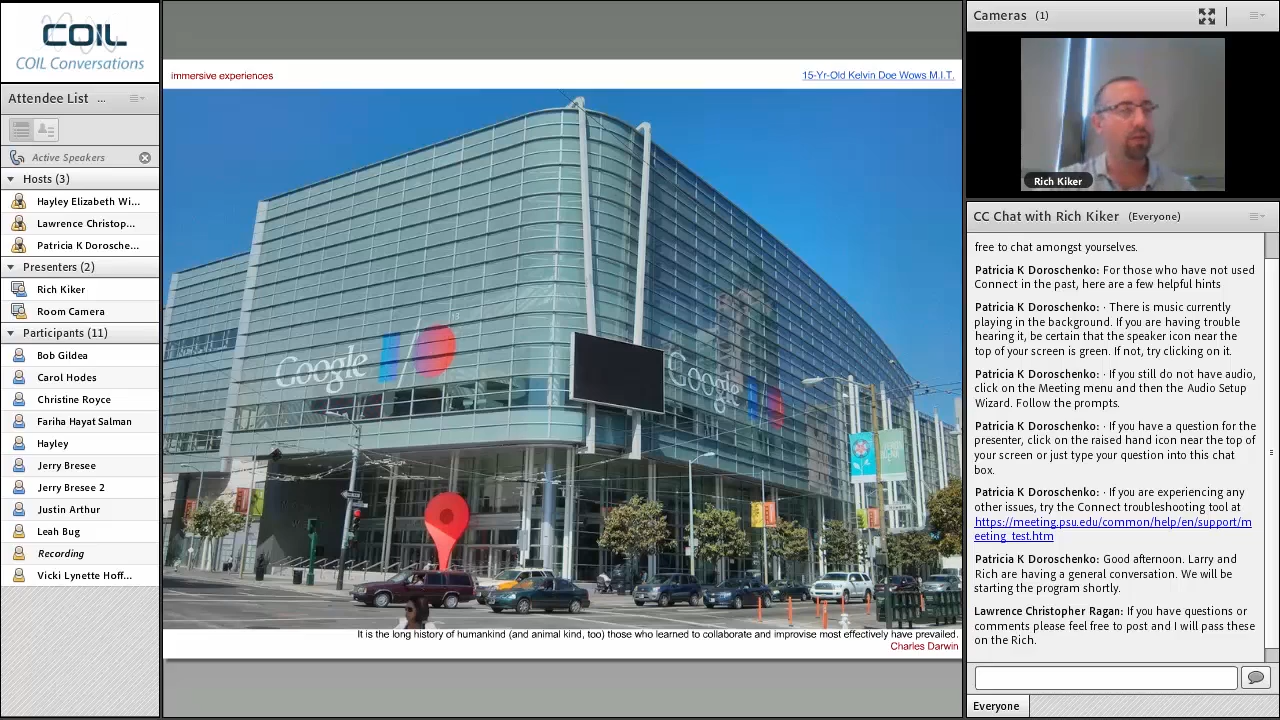 COIL
COIL Conversations
Attendee List ...
Active Speakers
Hosts (3)
Hayley Elizabeth Wi...
Lawrence Christop...
Patricia K Dorosche...
Presenters (2)
Rich Kiker
Room Camera
Participants (11)
Bob Gildea
Carol Hodes
Christine Royce
Fariha Hayat Salman
Hayley
Jerry Bresee
Jerry Bresee 2
Justin Arthur
Leah Bug
Recording
Vicki Lynette Hoff...
immersive experiences
15-Yr-Old Kelvin Doe Wows M.I.T.
Google I/O 13
Google I/O
It is the long history of humankind (and animal kind, too) those who learned to collaborate and improvise most effectively have prevailed.
Charles Darwin
Cameras (1)
Rich Kiker
CC Chat with Rich Kiker (Everyone)
free to chat amongst yourselves.
Patricia K Doroschenko: For those who have not used
Connect in the past, here are a few helpful hints
Patricia K Doroschenko: · There is music currently
playing in the background. If you are having trouble
hearing it, be certain that the speaker icon near the
top of your screen is green. If not, try clicking on it.
Patricia K Doroschenko: · If you still do not have audio,
click on the Meeting menu and then the Audio Setup
Wizard. Follow the prompts.
Patricia K Doroschenko: · If you have a question for the
presenter, click on the raised hand icon near the top of
your screen or just type your question into this chat
box.
Patricia K Doroschenko: · If you are experiencing any
other issues, try the Connect troubleshooting tool at
https://meeting.psu.edu/common/help/en/support/m
eeting_test.htm
Patricia K Doroschenko: Good afternoon. Larry and
Rich are having a general conversation. We will be
starting the program shortly.
Lawrence Christopher Ragan: If you have questions or
comments please feel free to post and I will pass these
on the Rich.
Everyone